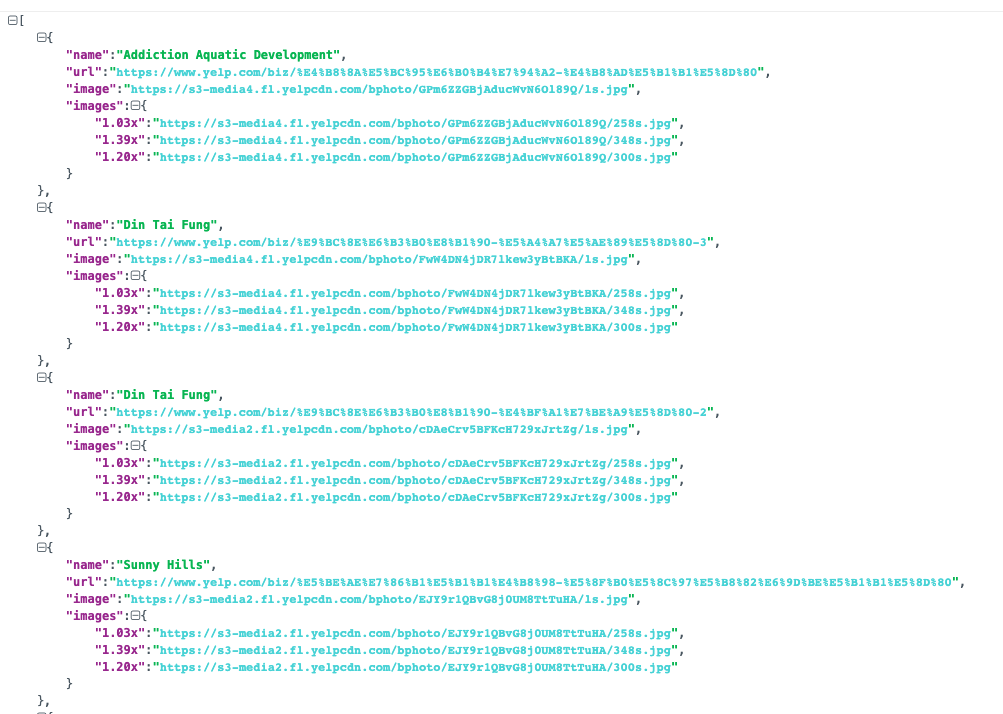 [
{
"name":"Addiction Aquatic Development",
"url":"https://www.yelp.com/biz/%E4%B8%8A%E5%BC%95%E6%B0%B4%E7%94%A2-%E4%B8%AD%E5%B1%B1%E5%8D%80",
"image":"https://s3-media4.fl.yelpcdn.com/bphoto/GPm6ZZGBjAducWvN6Ol89Q/ls.jpg",
"images":{
"1.03x":"https://s3-media4.fl.yelpcdn.com/bphoto/GPm6ZZGBjAducWvN6Ol89Q/258s.jpg",
"1.39x":"https://s3-media4.fl.yelpcdn.com/bphoto/GPm6ZZGBjAducWvN6Ol89Q/348s.jpg",
"1.20x":"https://s3-media4.fl.yelpcdn.com/bphoto/GPm6ZZGBjAducWvN6Ol89Q/300s.jpg"
}
},
{
"name":"Din Tai Fung",
"url":"https://www.yelp.com/biz/%E9%BC%8E%E6%B3%B0%E8%B1%90-%E5%A4%A7%E5%AE%89%E5%8D%80-3",
"image":"https://s3-media4.fl.yelpcdn.com/bphoto/FwW4DN4jDR7lkew3yBtBKA/ls.jpg",
"images":{
"1.03x":"https://s3-media4.fl.yelpcdn.com/bphoto/FwW4DN4jDR7lkew3yBtBKA/258s.jpg",
"1.39x":"https://s3-media4.fl.yelpcdn.com/bphoto/FwW4DN4jDR7lkew3yBtBKA/348s.jpg",
"1.20x":"https://s3-media4.fl.yelpcdn.com/bphoto/FwW4DN4jDR7lkew3yBtBKA/300s.jpg"
}
},
{
"name":"Din Tai Fung",
"url":"https://www.yelp.com/biz/%E9%BC%8E%E6%B3%B0%E8%B1%90-%E4%BF%A1%E7%BE%A9%E5%8D%80-2",
"image":"https://s3-media2.fl.yelpcdn.com/bphoto/cDAeCrv5BFKcH729xJrtZg/ls.jpg",
"images":{
"1.03x":"https://s3-media2.fl.yelpcdn.com/bphoto/cDAeCrv5BFKcH729xJrtZg/258s.jpg",
"1.39x":"https://s3-media2.fl.yelpcdn.com/bphoto/cDAeCrv5BFKcH729xJrtZg/348s.jpg",
"1.20x":"https://s3-media2.fl.yelpcdn.com/bphoto/cDAeCrv5BFKcH729xJrtZg/300s.jpg"
}
},
{
"name":"Sunny Hills",
"url":"https://www.yelp.com/biz/%E5%BE%AE%E7%86%B1%E5%B1%B1%E4%B8%98-%E5%8F%B0%E5%8C%97%E5%B8%82%E6%9D%BE%E5%B1%B1%E5%8D%80",
"image":"https://s3-media2.fl.yelpcdn.com/bphoto/EJY9r1QBvG8j0UM8TtTuHA/ls.jpg",
"images":{
"1.03x":"https://s3-media2.fl.yelpcdn.com/bphoto/EJY9r1QBvG8j0UM8TtTuHA/258s.jpg",
"1.39x":"https://s3-media2.fl.yelpcdn.com/bphoto/EJY9r1QBvG8j0UM8TtTuHA/348s.jpg",
"1.20x":"https://s3-media2.fl.yelpcdn.com/bphoto/EJY9r1QBvG8j0UM8TtTuHA/300s.jpg"
}
},